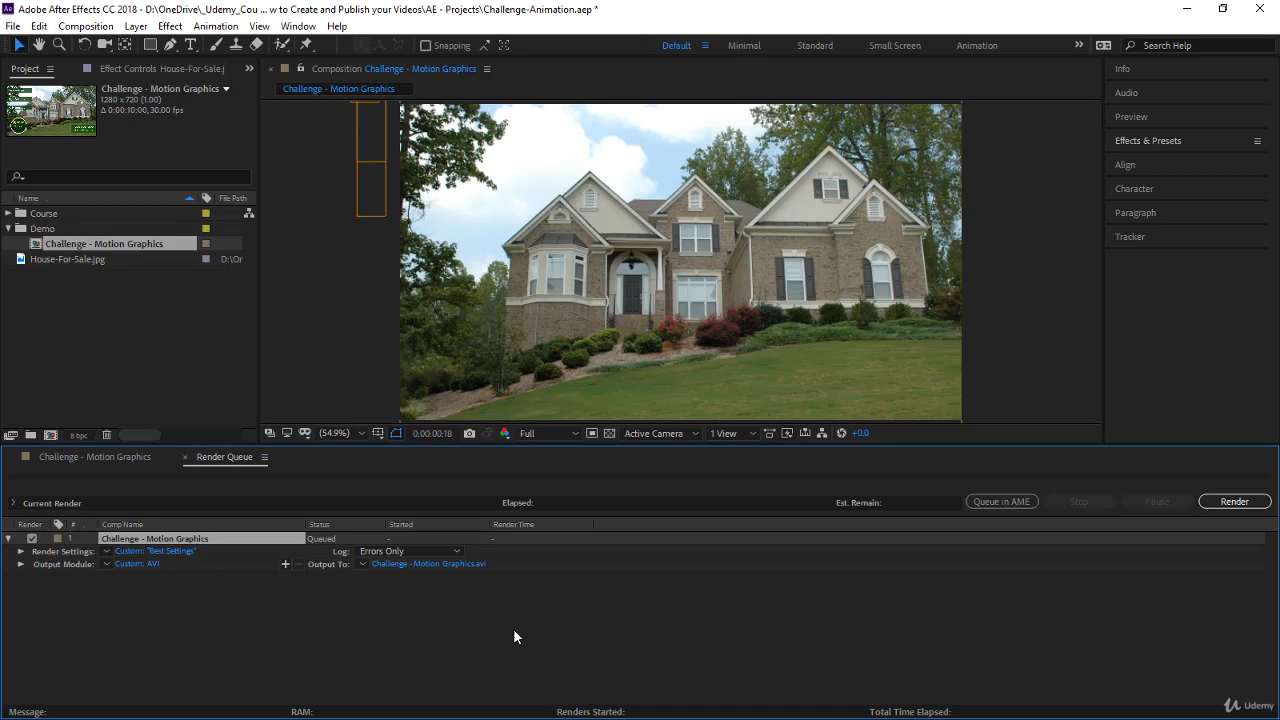 Adobe After Effects CC 2018 - D:\OneDrive\_Udemy_Cou ... w to Create and Publish your Videos\AE - Projects\Challenge-Animation.aep *
File Edit Composition Layer Effect Animation View Window Help
Snapping Default Minimal Standard Small Screen Animation Search Help
Project Effect Controls House-For-Sale.j Composition Challenge - Motion Graphics Info
Challenge - Motion Graphics Challenge - Motion Graphics Audio
1280 x 720 (1.00)
Δ 0:00:10:00, 30.00 fps
Preview
Effects & Presets
Align
Character
Paragraph
Tracker
Name File Path
Course
Demo
Challenge - Motion Graphics
House-For-Sale.jpg D:\Or
8 bpc (54.9%) 0:00:00:18 Full Active Camera 1 View +0.0
Challenge - Motion Graphics Render Queue
Current Render Elapsed: Est. Remain: Queue in AME Stop Pause Render
Render # Comp Name Status Started Render Time
1 Challenge - Motion Graphics Queued - -
Render Settings: Custom: "Best Settings" Log: Errors Only
Output Module: Custom: AVI Output To: Challenge - Motion Graphics.avi
Message: RAM: Renders Started: Total Time Elapsed:
Udemy